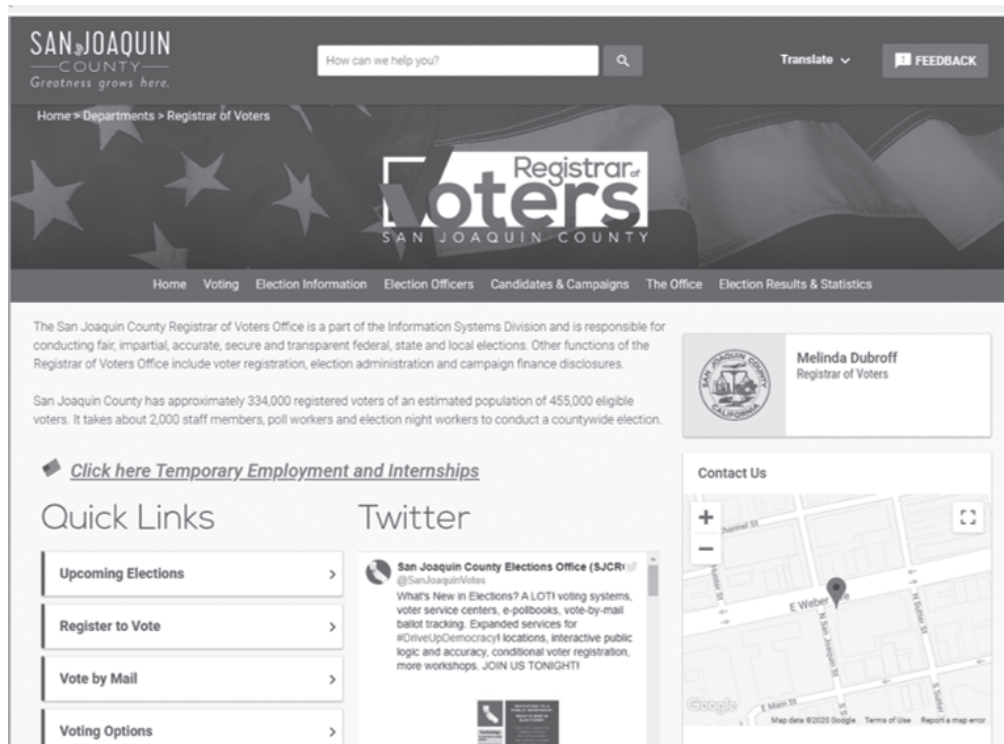 SAN JOAQUIN
COUNTY
Greatness grows here.
How can we help you?
Translate
FEEDBACK
Home > Departments > Registrar of Voters
Registrar of
Voters
SAN JOAQUIN COUNTY
Home Voting Election Information Election Officers Candidates & Campaigns The Office Election Results & Statistics
The San Joaquin County Registrar of Voters Office is a part of the Information Systems Division and is responsible for
conducting fair, impartial, accurate, secure and transparent federal, state and local elections. Other functions of the
Registrar of Voters Office include voter registration, election administration and campaign finance disclosures.
San Joaquin County has approximately 334,000 registered voters of an estimated population of 455,000 eligible
voters. It takes about 2,000 staff members, poll workers and election night workers to conduct a countywide election.
Click here Temporary Employment and Internships
Quick Links
Upcoming Elections
Register to Vote
Vote by Mail
Voting Options
Twitter
San Joaquin County Elections Office (SJCR
@SanJoaquinVotes
What's New in Elections? A LOT! voting systems,
voter service centers, e-pollbooks, vote-by-mail
ballot tracking. Expanded services for
#DriveUpDemocracy! locations, interactive public
logic and accuracy, conditional voter registration,
more workshops. JOIN US TONIGHT!
SAN JOAQUIN COUNTY
CALIFORNIA
Melinda Dubroff
Registrar of Voters
Contact Us
+
−
Channel St
Hunter St
E Weber Ave
N San Joaquin St
N Sutter St
E Main St
S Sutter
Google
Map data ©2020 Google Terms of Use Report a map error